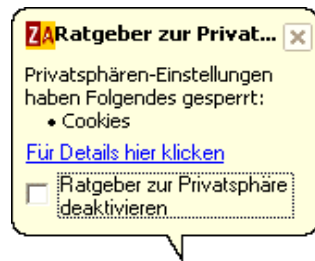 ZA Ratgeber zur Privat...
Privatsphären-Einstellungen
haben Folgendes gesperrt:
• Cookies
Für Details hier klicken
Ratgeber zur Privatsphäre
deaktivieren